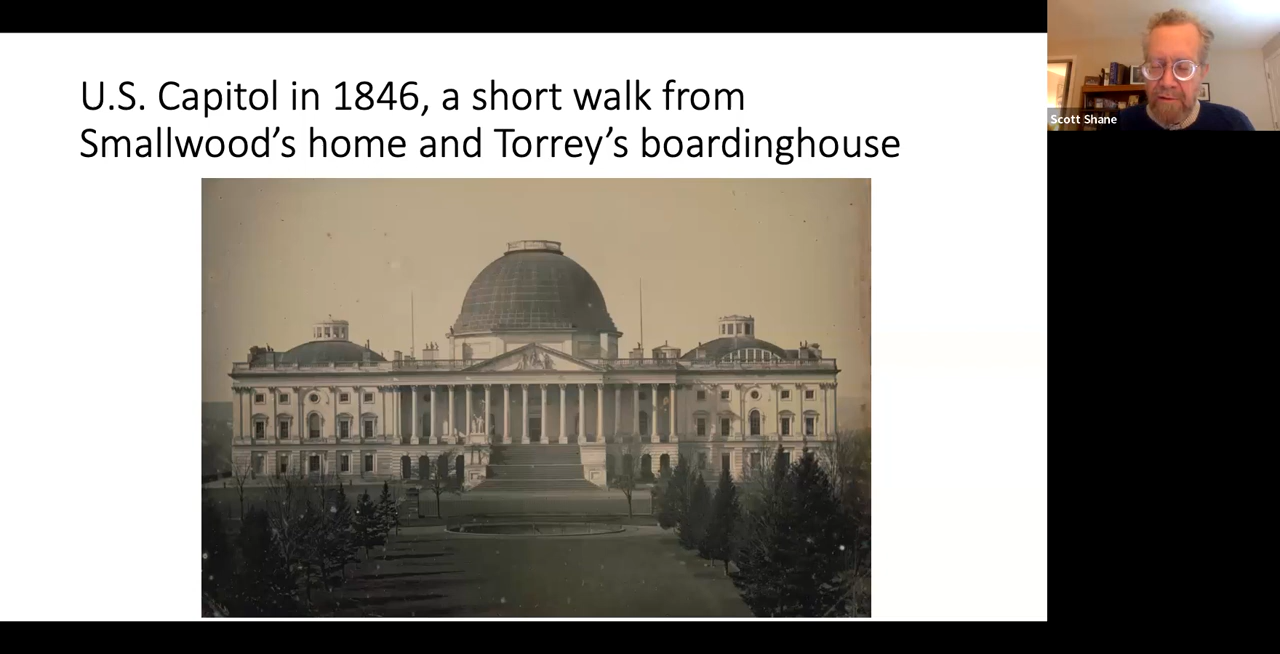 U.S. Capitol in 1846, a short walk from
Smallwood’s home and Torrey’s boardinghouse
Scott Shane